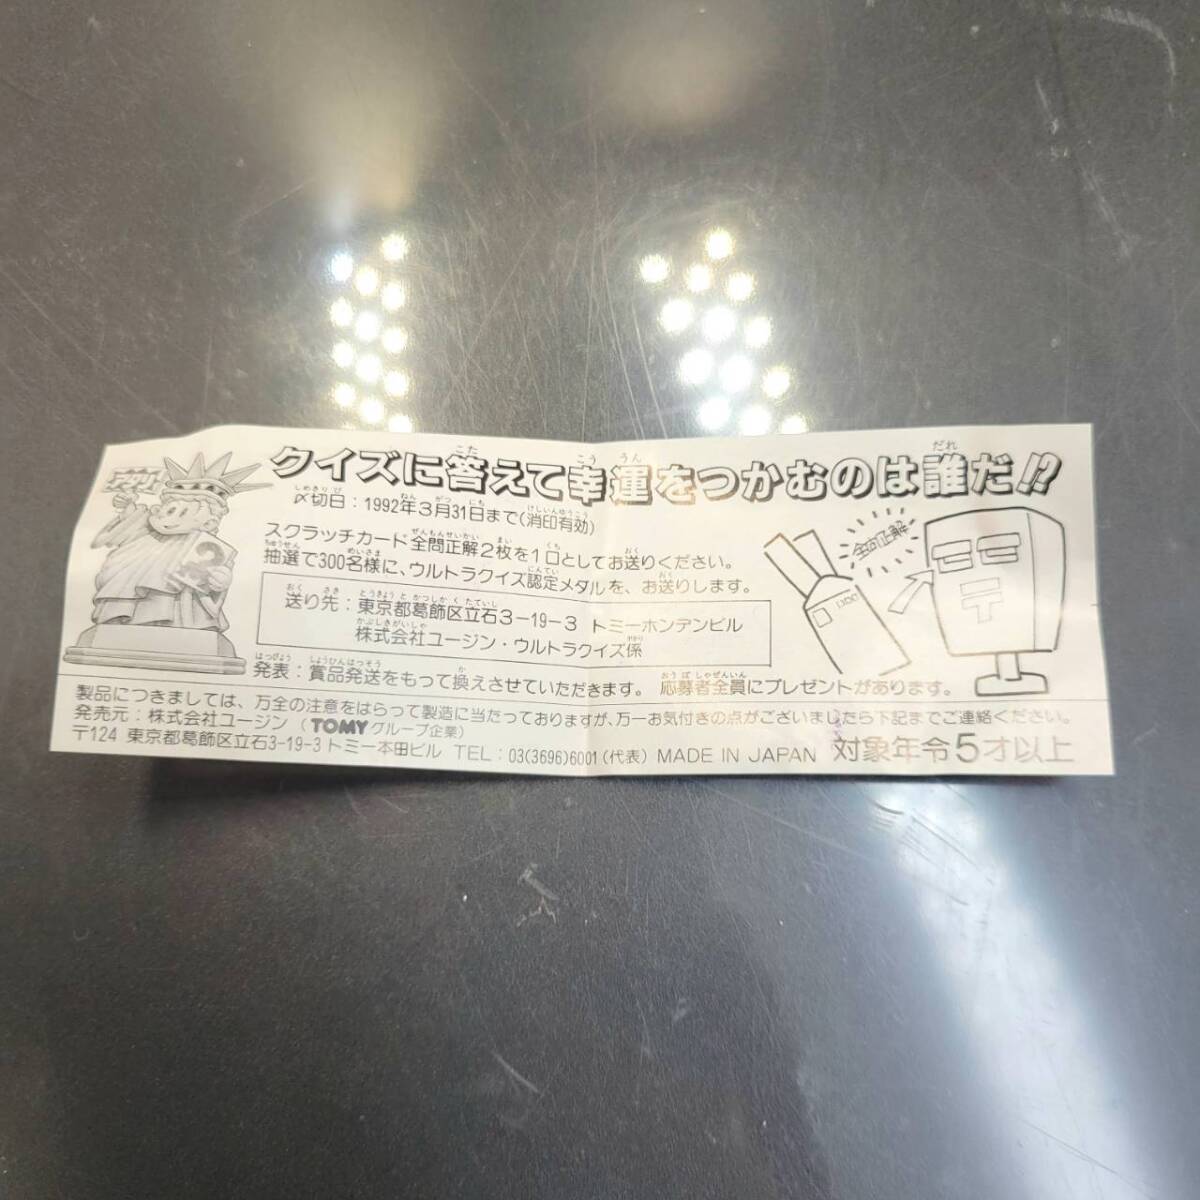 クイズに答えて幸運をつかむのは誰だ!?
〆切日：1992年3月31日まで(消印有効)
スクラッチカード全問正解2枚を1口としてお送りください。
抽選で300名様に、ウルトラクイズ認定メダルを、お送りします。
送り先：東京都葛飾区立石3-19-3 トミーホンデンビル
株式会社ユージン・ウルトラクイズ係
発表：賞品発送をもって換えさせていただきます。応募者全員にプレゼントがあります。
製品につきましては、万全の注意をはらって製造に当たっておりますが、万一お気付きの点がございましたら下記までご連絡ください。
発売元：株式会社ユージン（TOMYグループ企業）
〒124 東京都葛飾区立石3-19-3 トミー本田ビル TEL：03(3696)6001(代表) MADE IN JAPAN 対象年令5才以上
アタリ!
2
全問正解
〒